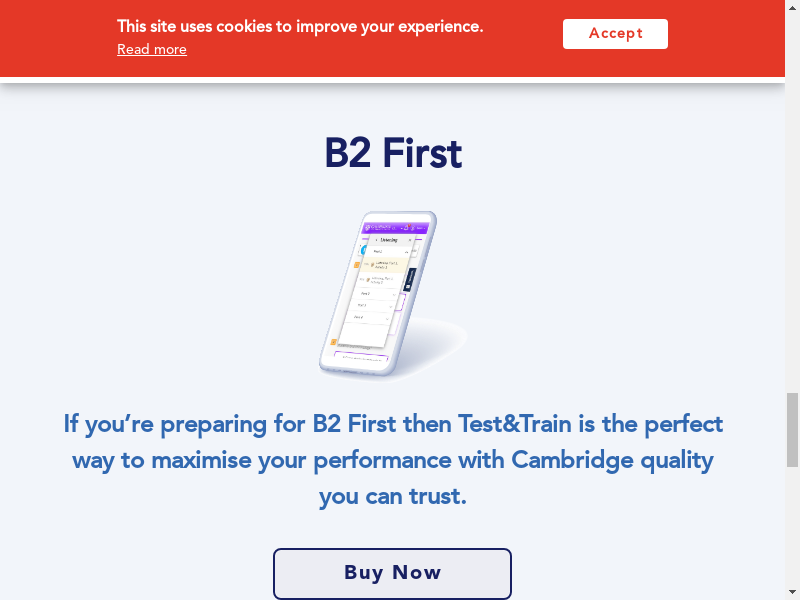 This site uses cookies to improve your experience.
Read more
Accept
B2 First
Listening
If you’re preparing for B2 First then Test&Train is the perfect
way to maximise your performance with Cambridge quality
you can trust.
Buy Now